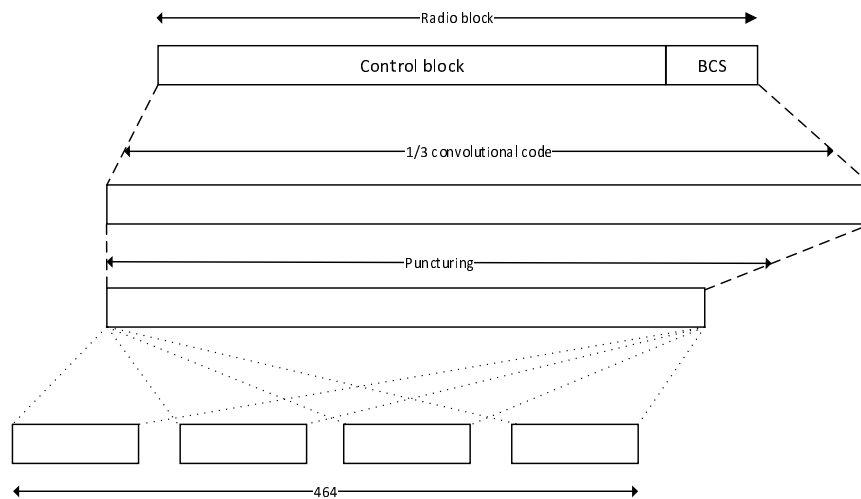 Radio block
Control block
BCS
1/3 convolutional code
Puncturing
464